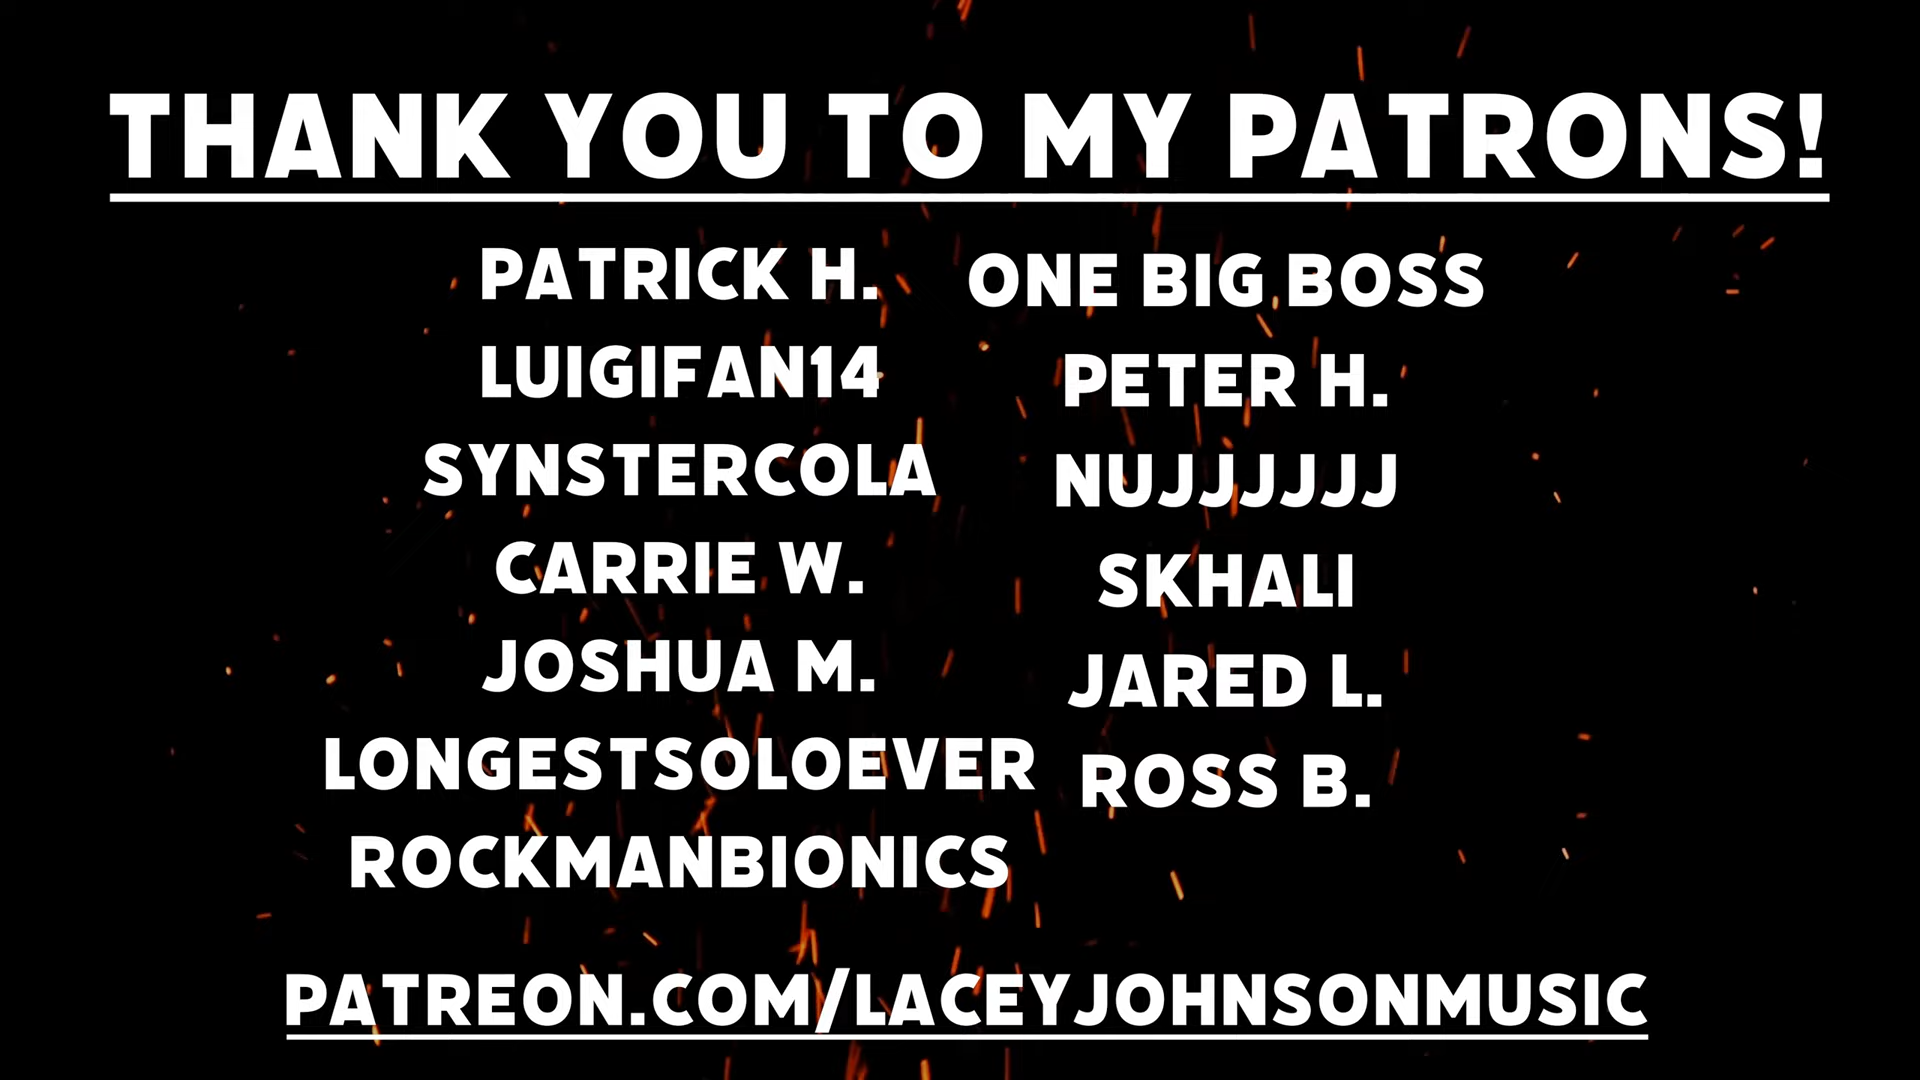 THANK YOU TO MY PATRONS!
PATRICK H.
LUIGIFAN14
SYNSTERCOLA
CARRIE W.
JOSHUA M.
LONGESTSOLOEVER
ROCKMANBIONICS
ONE BIG BOSS
PETER H.
NUJJJJJJ
SKHALI
JARED L.
ROSS B.
PATREON.COM/LACEYJOHNSONMUSIC